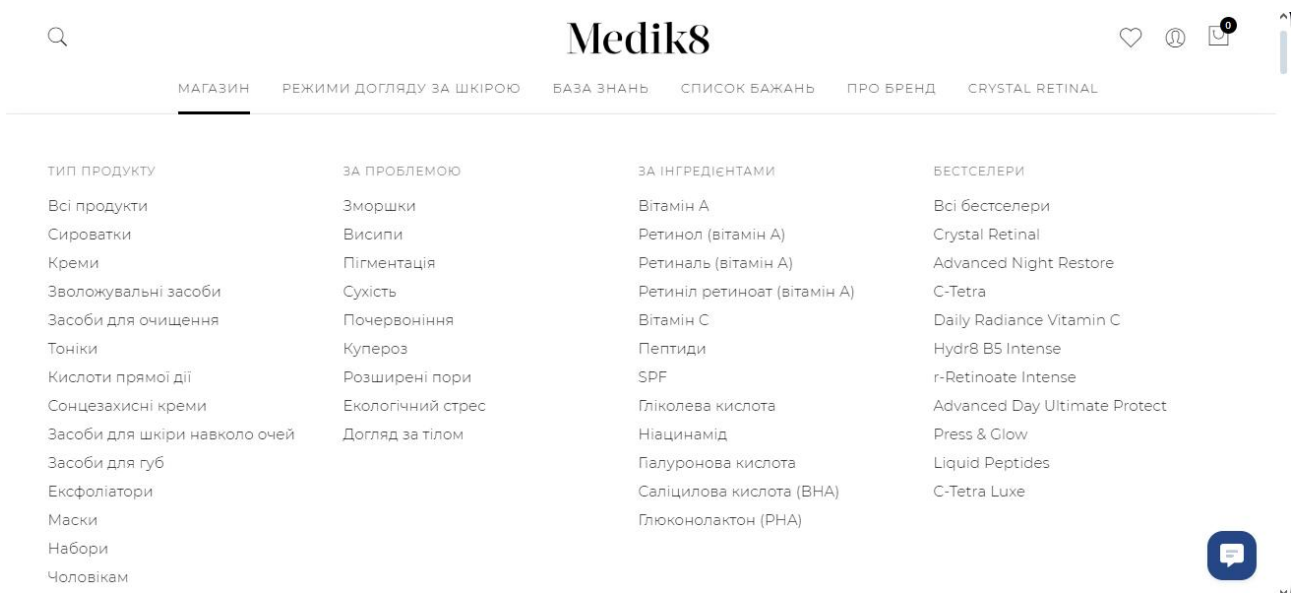 Medik8
0
МАГАЗИН РЕЖИМИ ДОГЛЯДУ ЗА ШКІРОЮ БАЗА ЗНАНЬ СПИСОК БАЖАНЬ ПРО БРЕНД CRYSTAL RETINAL
ТИП ПРОДУКТУ
Всі продукти
Сироватки
Креми
Зволожувальні засоби
Засоби для очищення
Тоніки
Кислоти прямої дії
Сонцезахисні креми
Засоби для шкіри навколо очей
Засоби для губ
Ексфоліатори
Маски
Набори
Чоловікам
ЗА ПРОБЛЕМОЮ
Зморшки
Висипи
Пігментація
Сухість
Почервоніння
Купероз
Розширені пори
Екологічний стрес
Догляд за тілом
ЗА ІНГРЕДІЄНТАМИ
Вітамін А
Ретинол (вітамін А)
Ретиналь (вітамін А)
Ретиніл ретиноат (вітамін А)
Вітамін С
Пептиди
SPF
Гліколева кислота
Ніацинамід
Гіалуронова кислота
Саліцилова кислота (BHA)
Глюконолактон (PHA)
БЕСТСЕЛЕРИ
Всі бестселери
Crystal Retinal
Advanced Night Restore
C-Tetra
Daily Radiance Vitamin C
Hydr8 B5 Intense
r-Retinoate Intense
Advanced Day Ultimate Protect
Press & Glow
Liquid Peptides
C-Tetra Luxe